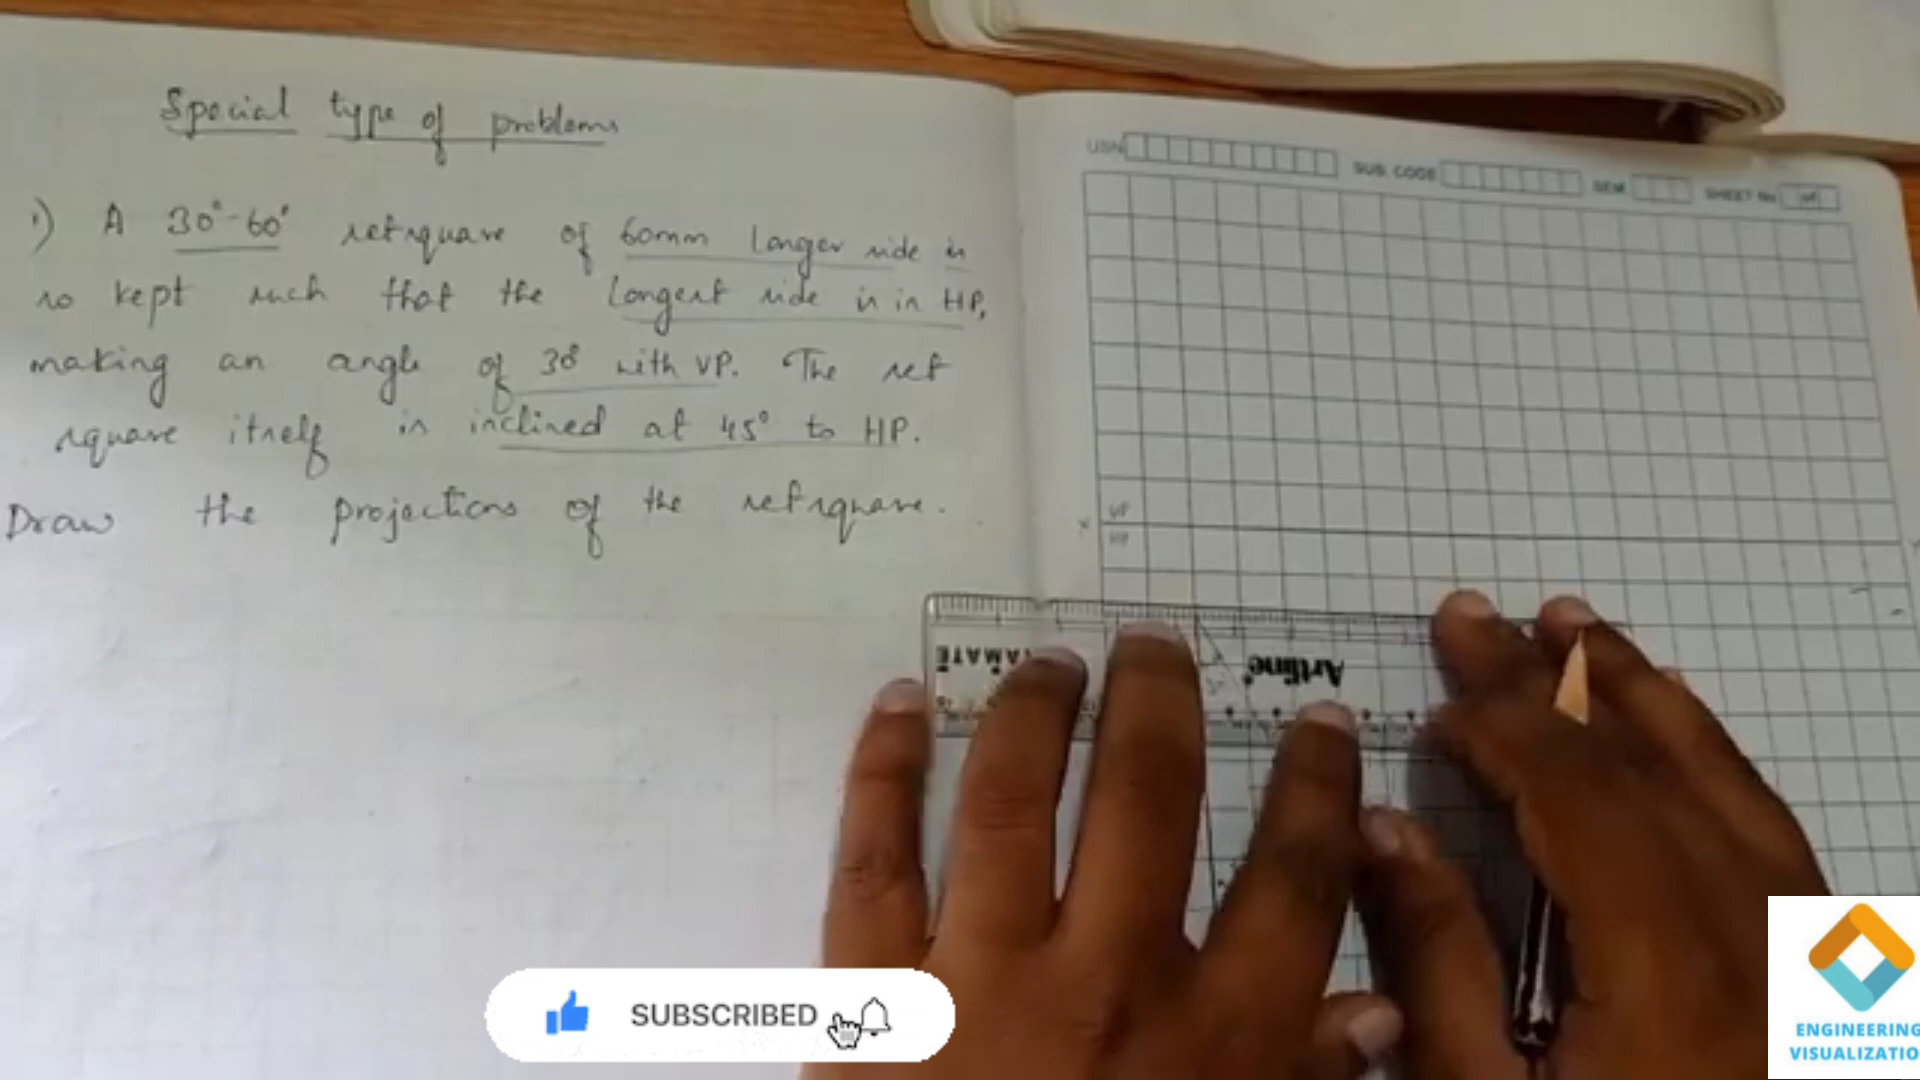 Special type of problems
1) A 30°-60° setsquare of 60mm longer side is
so kept such that the longest side is in HP,
making an angle of 30° with VP. The set
square itself is inclined at 45° to HP.
Draw the projections of the setsquare.
USN SUB. CODE SEM SHEET No
VP
X
HP
Artline
SUBSCRIBED
ENGINEERING
VISUALIZATIO